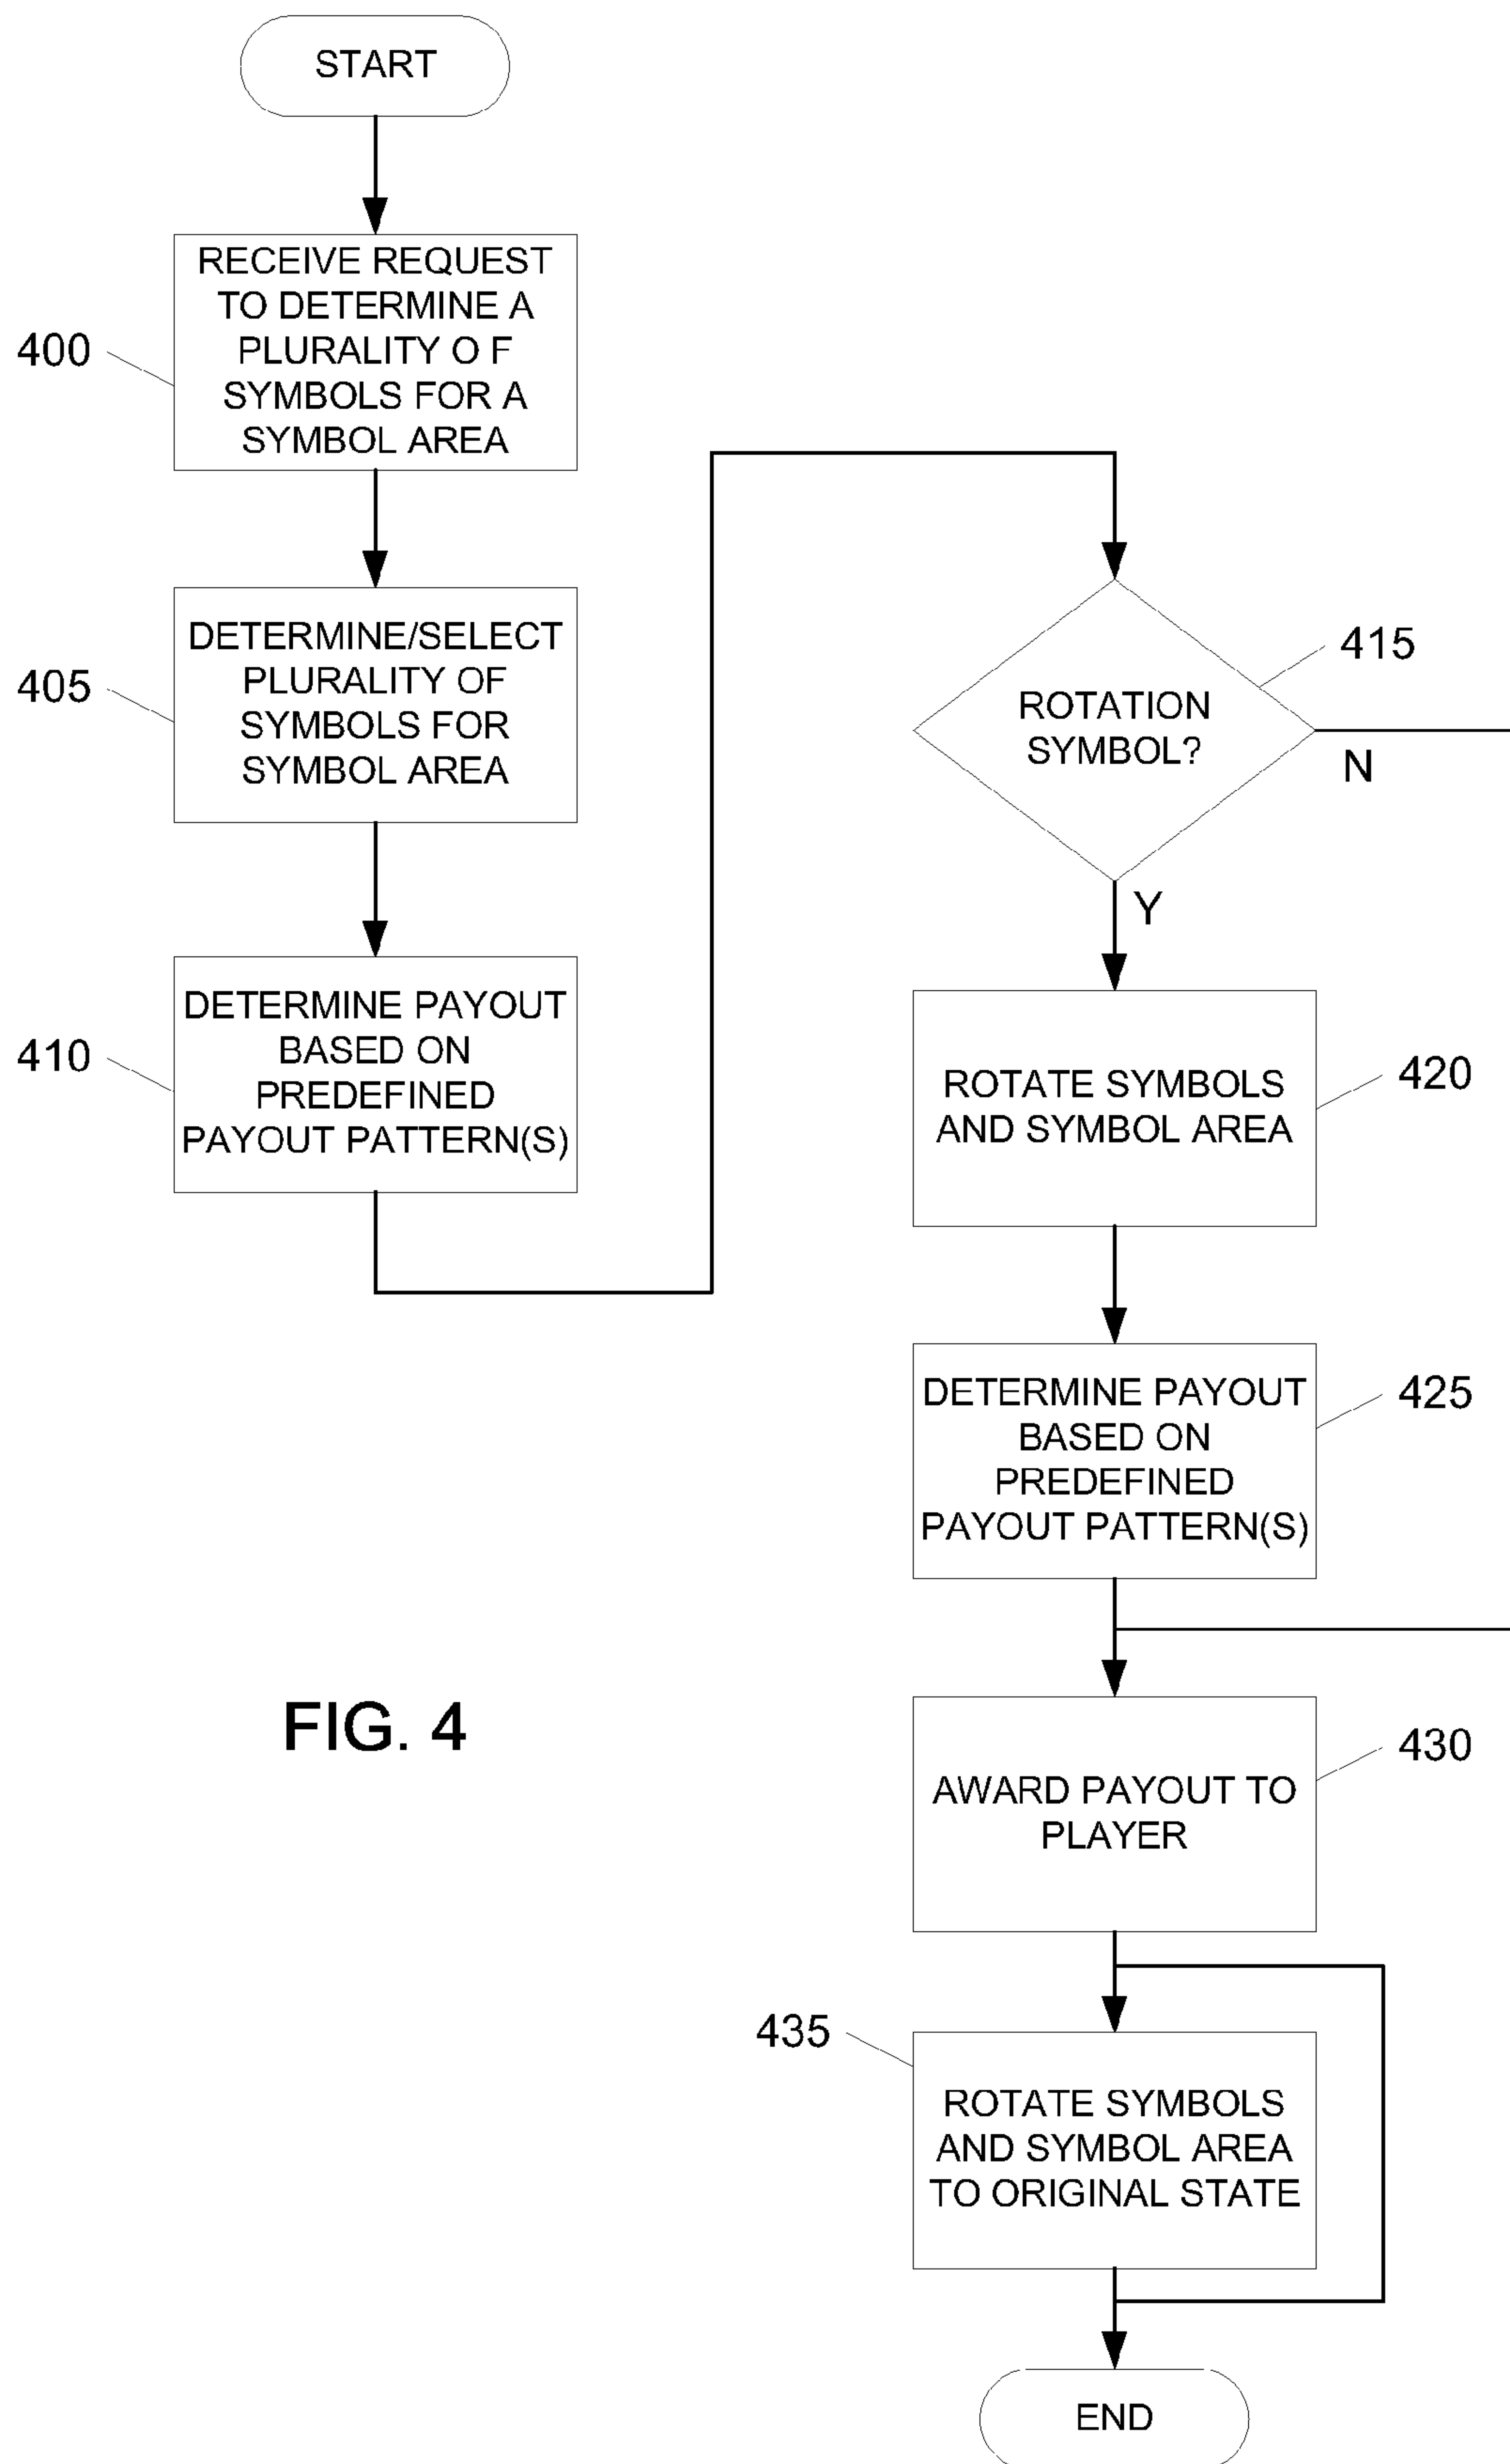 START
400
RECEIVE REQUEST
TO DETERMINE A
PLURALITY O F
SYMBOLS FOR A
SYMBOL AREA
405
DETERMINE/SELECT
PLURALITY OF
SYMBOLS FOR
SYMBOL AREA
410
DETERMINE PAYOUT
BASED ON
PREDEFINED
PAYOUT PATTERN(S)
415
ROTATION
SYMBOL?
N
Y
420
ROTATE SYMBOLS
AND SYMBOL AREA
425
DETERMINE PAYOUT
BASED ON
PREDEFINED
PAYOUT PATTERN(S)
430
AWARD PAYOUT TO
PLAYER
435
ROTATE SYMBOLS
AND SYMBOL AREA
TO ORIGINAL STATE
END
FIG. 4